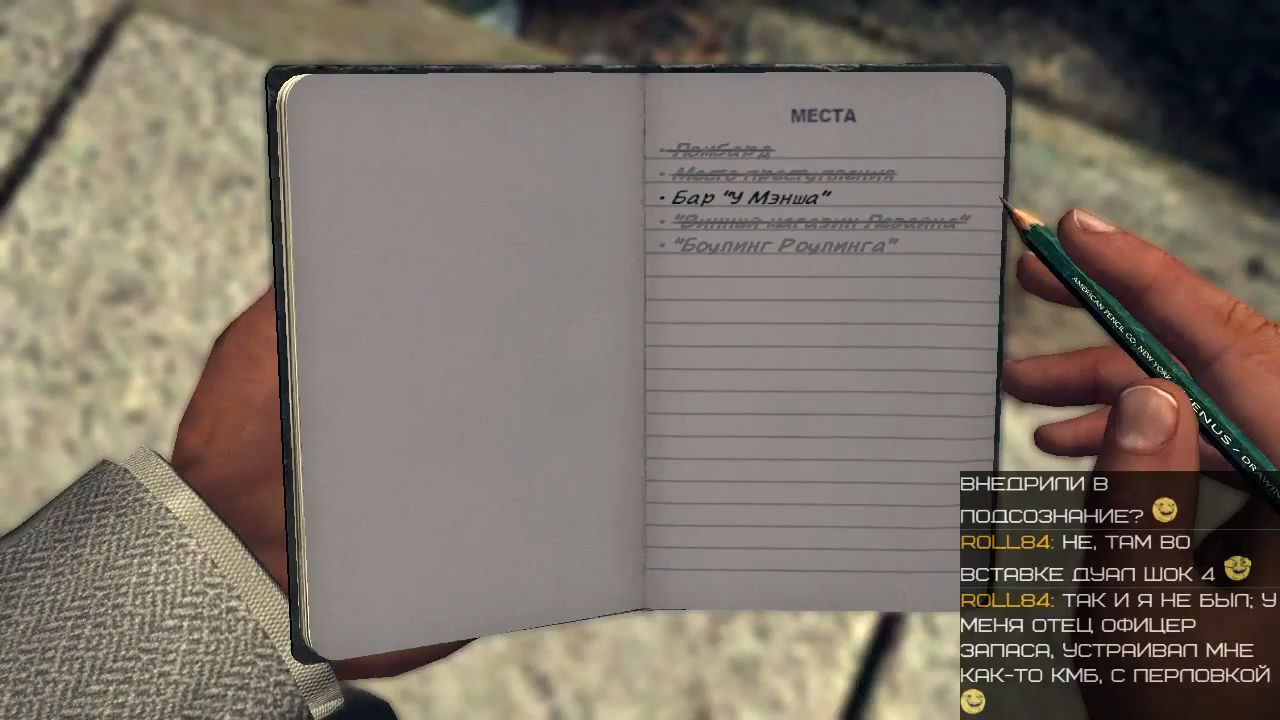 МЕСТА
· Ломбард
· Место преступления
· Бар "У Мэнша"
· "Винный магазин Левайна"
· "Боулинг Роулинга"
AMERICAN PENCIL CO. NEW YORK
VENUS / DRAWIN
ВНЕДРИЛИ В
ПОДСОЗНАНИЕ?
ROLL84: НЕ, ТАМ ВО
ВСТАВКЕ ДУАЛ ШОК 4
ROLL84: ТАК И Я НЕ БЫЛ; У
МЕНЯ ОТЕЦ ОФИЦЕР
ЗАПАСА, УСТРАИВАЛ МНЕ
КАК-ТО КМБ, С ПЕРЛОВКОЙ